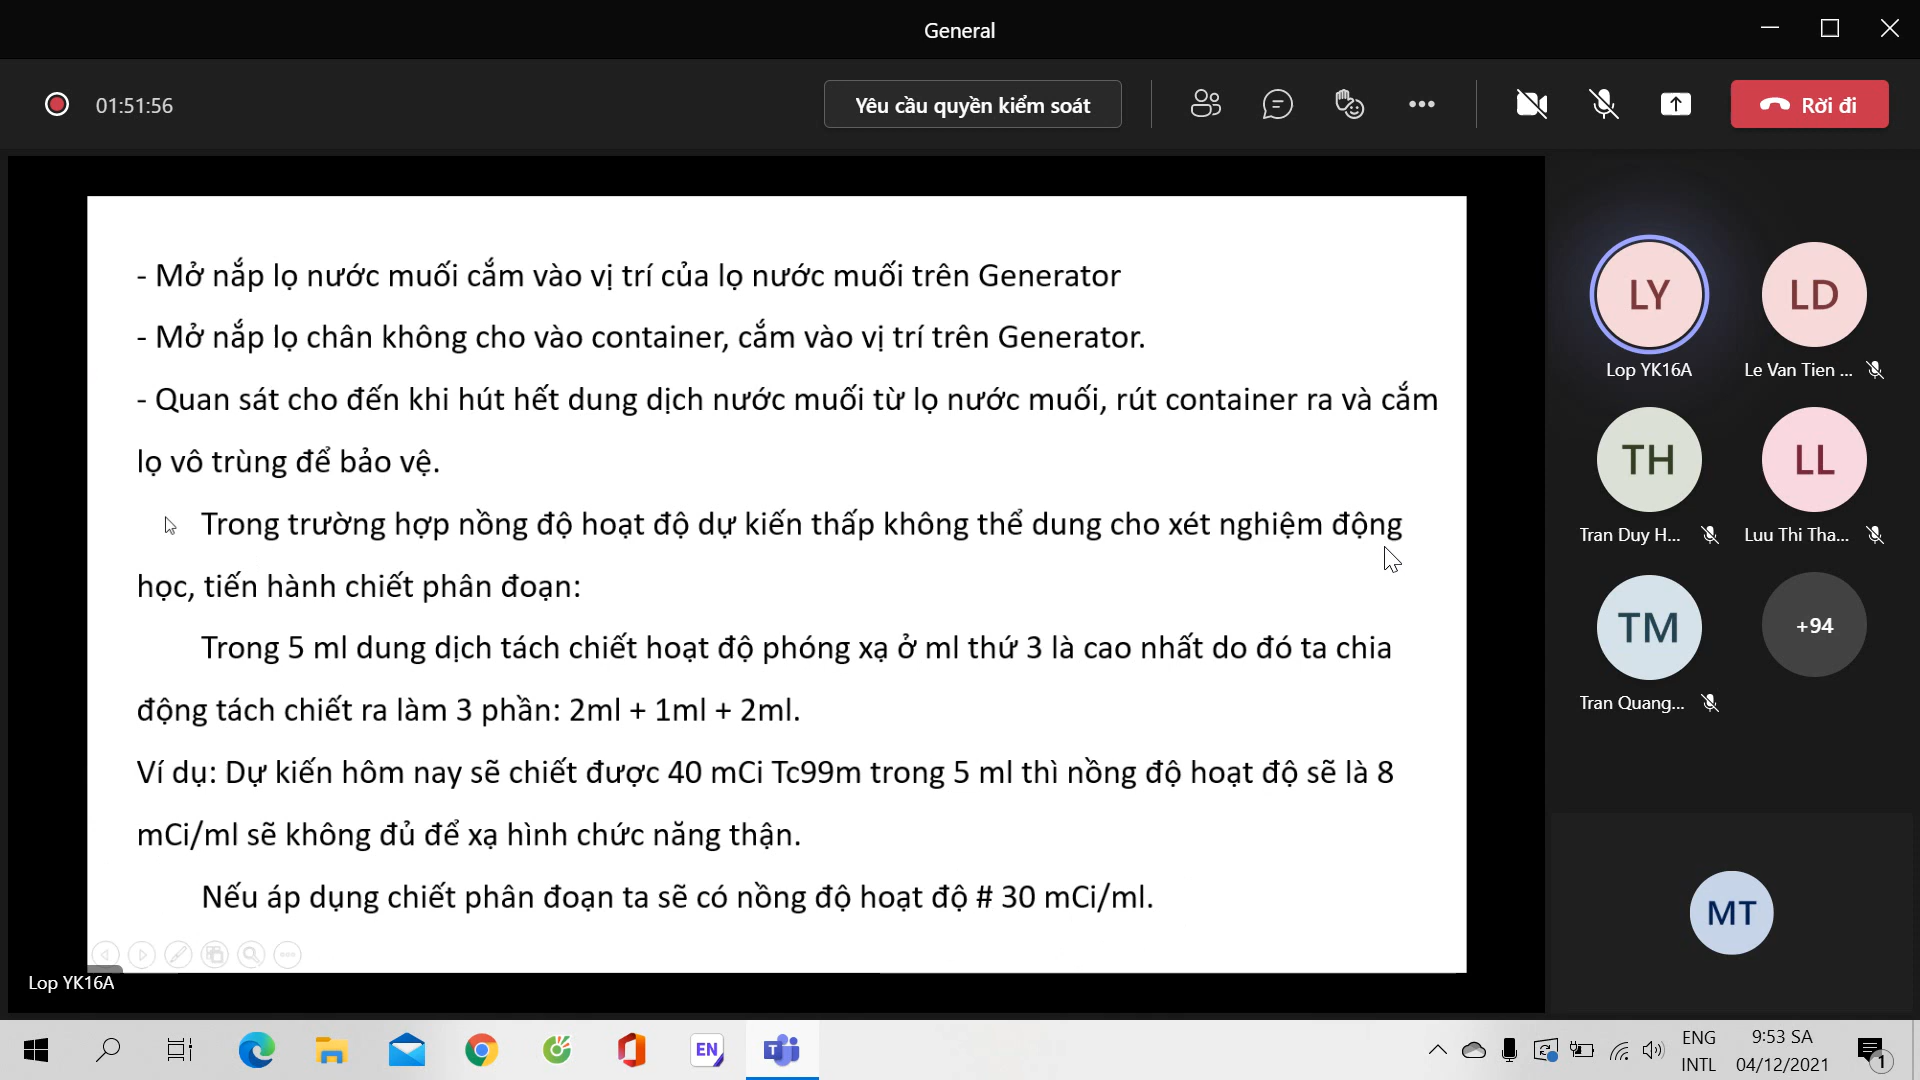 General
01:51:56
Yêu cầu quyền kiểm soát
Rời đi
- Mở nắp lọ nước muối cắm vào vị trí của lọ nước muối trên Generator
- Mở nắp lọ chân không cho vào container, cắm vào vị trí trên Generator.
- Quan sát cho đến khi hút hết dung dịch nước muối từ lọ nước muối, rút container ra và cắm
lọ vô trùng để bảo vệ.
Trong trường hợp nồng độ hoạt độ dự kiến thấp không thể dung cho xét nghiệm động
học, tiến hành chiết phân đoạn:
Trong 5 ml dung dịch tách chiết hoạt độ phóng xạ ở ml thứ 3 là cao nhất do đó ta chia
động tách chiết ra làm 3 phần: 2ml + 1ml + 2ml.
Ví dụ: Dự kiến hôm nay sẽ chiết được 40 mCi Tc99m trong 5 ml thì nồng độ hoạt độ sẽ là 8
mCi/ml sẽ không đủ để xạ hình chức năng thận.
Nếu áp dụng chiết phân đoạn ta sẽ có nồng độ hoạt độ # 30 mCi/ml.
Lop YK16A
LY
LD
Lop YK16A
Le Van Tien ...
TH
LL
Tran Duy H...
Luu Thi Tha...
TM
+94
Tran Quang...
MT
EN
T
ENG
INTL
9:53 SA
04/12/2021
1